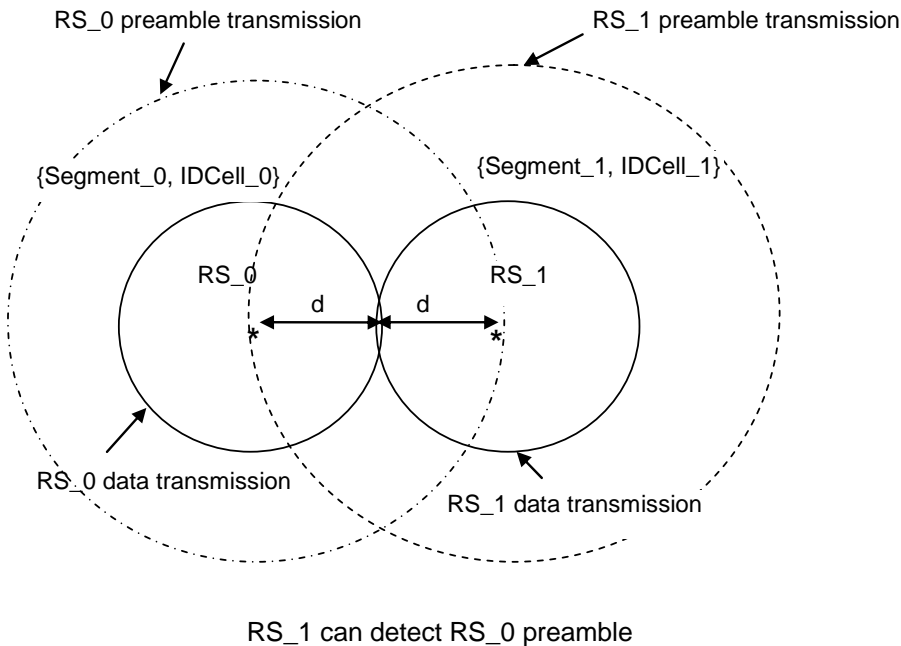 RS_0 preamble transmission
RS_1 preamble transmission
{Segment_0, IDCell_0}
{Segment_1, IDCell_1}
RS_0
RS_1
d
d
*
*
RS_0 data transmission
RS_1 data transmission
RS_1 can detect RS_0 preamble